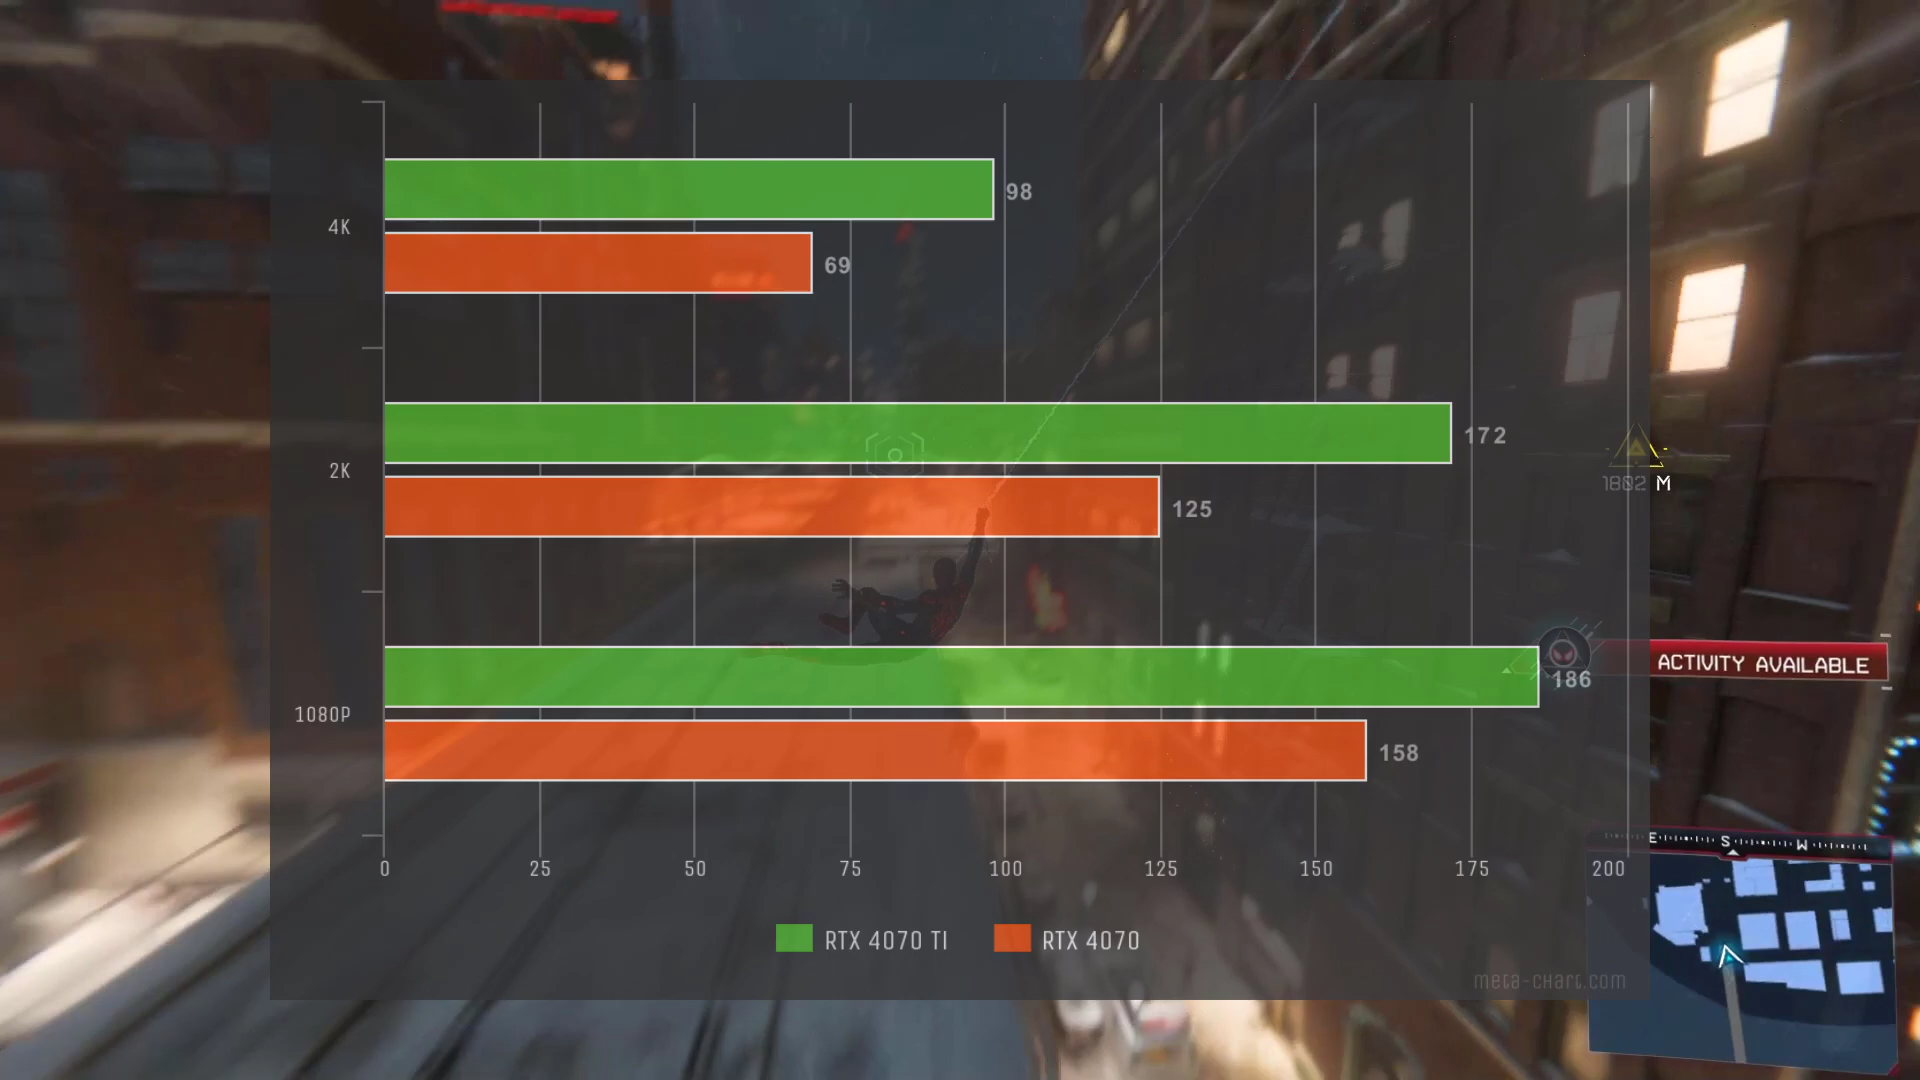 98
4K
69
172
2K
125
1802 M
ACTIVITY AVAILABLE
186
1080P
158
0 25 50 75 100 125 150 175 200
E S W
RTX 4070 TI RTX 4070
meta-chart.com